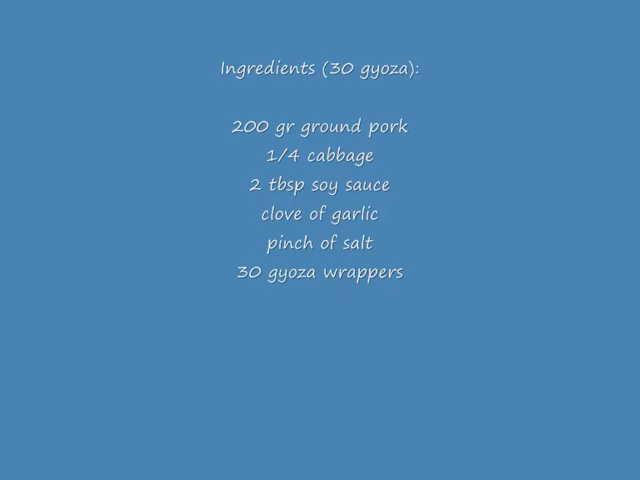 Ingredients (30 gyoza):
200 gr ground pork
1/4 cabbage
2 tbsp soy sauce
clove of garlic
pinch of salt
30 gyoza wrappers